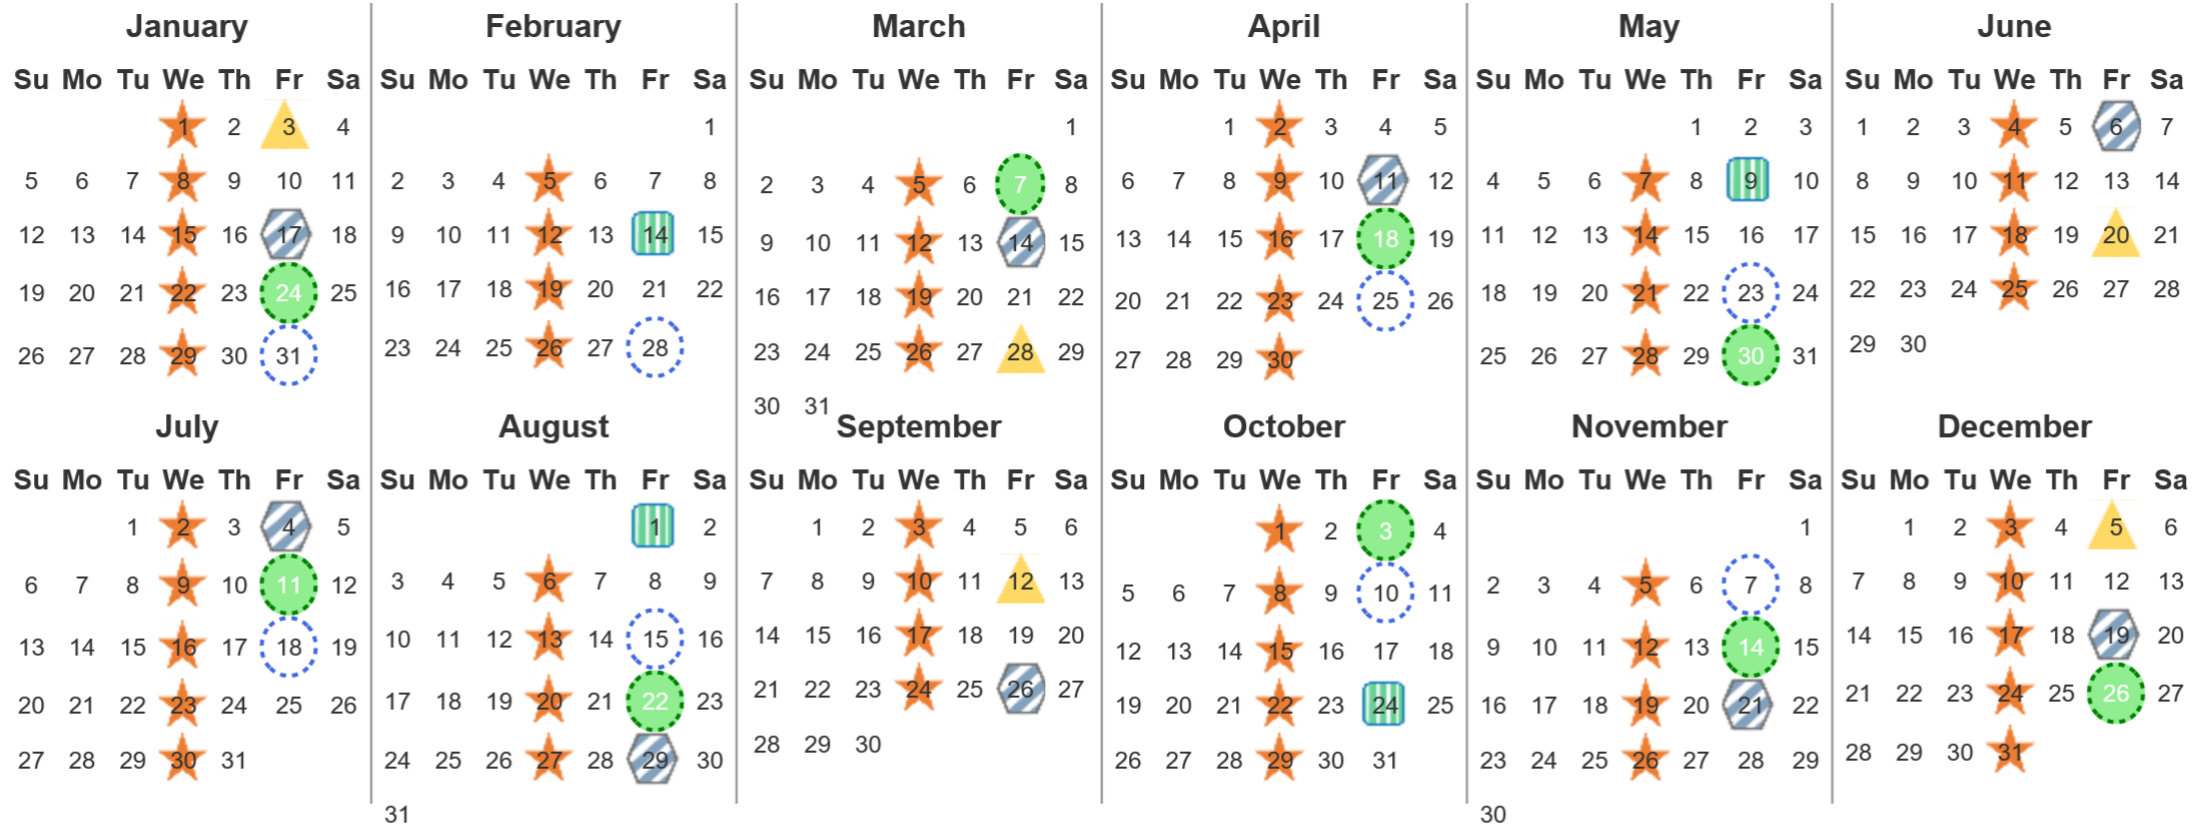 January February March April May June
Su Mo Tu We Th Fr Sa Su Mo Tu We Th Fr Sa Su Mo Tu We Th Fr Sa Su Mo Tu We Th Fr Sa Su Mo Tu We Th Fr Sa Su Mo Tu We Th Fr Sa
1 2 3 4 1 1 1 2 3 4 5 1 2 3 1 2 3 4 5 6 7
5 6 7 8 9 10 11 2 3 4 5 6 7 8 2 3 4 5 6 7 8 6 7 8 9 10 11 12 4 5 6 7 8 9 10 8 9 10 11 12 13 14
12 13 14 15 16 17 18 9 10 11 12 13 14 15 9 10 11 12 13 14 15 13 14 15 16 17 18 19 11 12 13 14 15 16 17 15 16 17 18 19 20 21
19 20 21 22 23 24 25 16 17 18 19 20 21 22 16 17 18 19 20 21 22 20 21 22 23 24 25 26 18 19 20 21 22 23 24 22 23 24 25 26 27 28
26 27 28 29 30 31 23 24 25 26 27 28 23 24 25 26 27 28 29 27 28 29 30 25 26 27 28 29 30 31 29 30
30 31
July August September October November December
Su Mo Tu We Th Fr Sa Su Mo Tu We Th Fr Sa Su Mo Tu We Th Fr Sa Su Mo Tu We Th Fr Sa Su Mo Tu We Th Fr Sa Su Mo Tu We Th Fr Sa
1 2 3 4 5 1 2 1 2 3 4 5 6 1 2 3 4 1 1 2 3 4 5 6
6 7 8 9 10 11 12 3 4 5 6 7 8 9 7 8 9 10 11 12 13 5 6 7 8 9 10 11 2 3 4 5 6 7 8 7 8 9 10 11 12 13
13 14 15 16 17 18 19 10 11 12 13 14 15 16 14 15 16 17 18 19 20 12 13 14 15 16 17 18 9 10 11 12 13 14 15 14 15 16 17 18 19 20
20 21 22 23 24 25 26 17 18 19 20 21 22 23 21 22 23 24 25 26 27 19 20 21 22 23 24 25 16 17 18 19 20 21 22 21 22 23 24 25 26 27
27 28 29 30 31 24 25 26 27 28 29 30 28 29 30 26 27 28 29 30 31 23 24 25 26 27 28 29 28 29 30 31
31 30